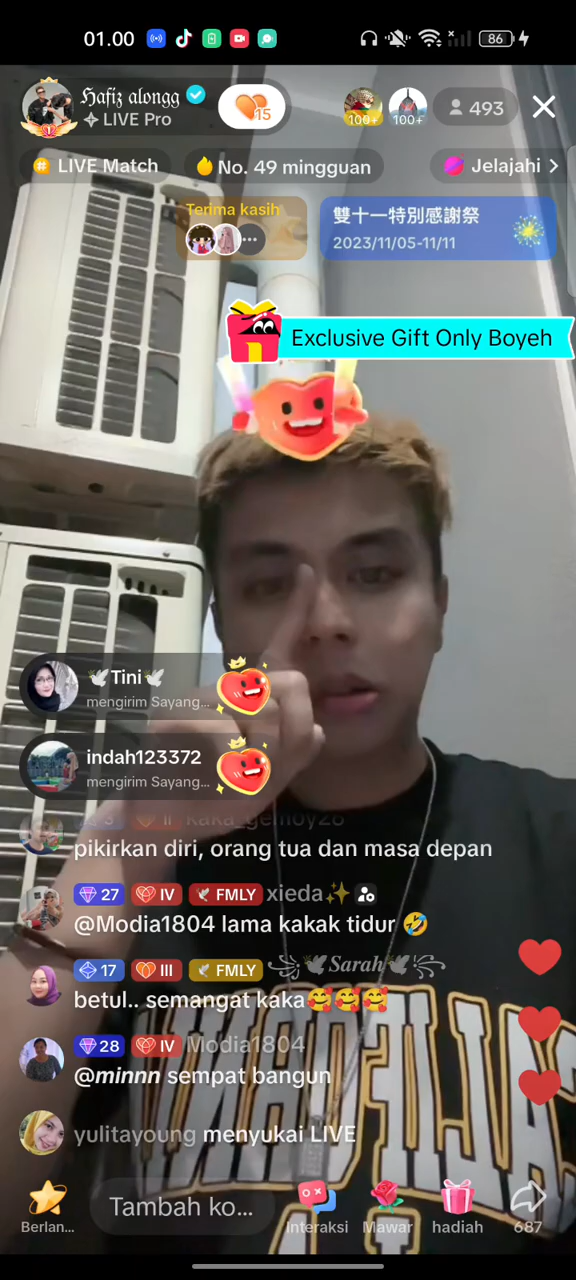 01.00
86
Hafiz alongg
LIVE Pro
15
100+
100+
493
LIVE Match
No. 49 mingguan
Jelajahi
Terima kasih
雙十一特別感謝祭
2023/11/05-11/11
Exclusive Gift Only Boyeh
Tini
mengirim Sayang...
indah123372
mengirim Sayang...
II kaka_gemoy28
pikirkan diri, orang tua dan masa depan
27 IV FMLY xieda✨
@Modia1804 lama kakak tidur 🤣
17 III FMLY ꧁🕊Sarah🕊꧂
betul.. semangat kaka🥰🥰🥰
28 IV Modia1804
@minnn sempat bangun
yulitayoung menyukai LIVE
CALIFORNIA
Berlan...
Tambah ko...
Interaksi
Mawar
hadiah
687